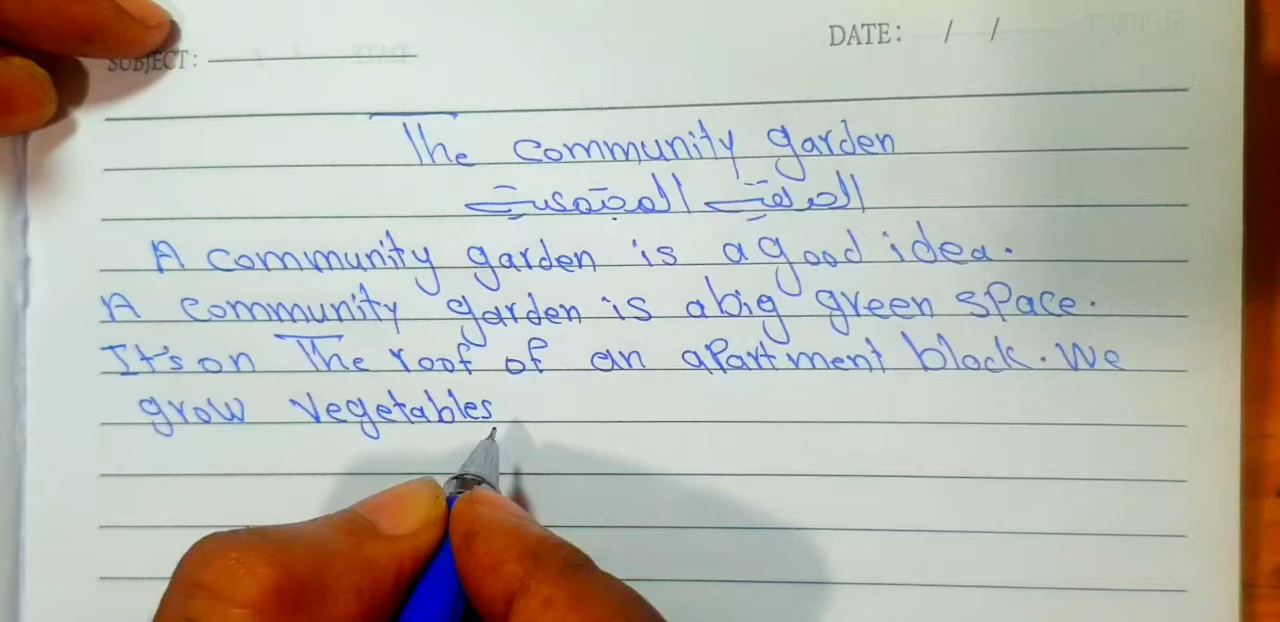 SUBJECT:
DATE: / /
The community garden
الحديقة المجتمعية
A community garden is a good idea.
A community garden is a big green space.
It's on The roof of an apartment block. We
grow vegetables